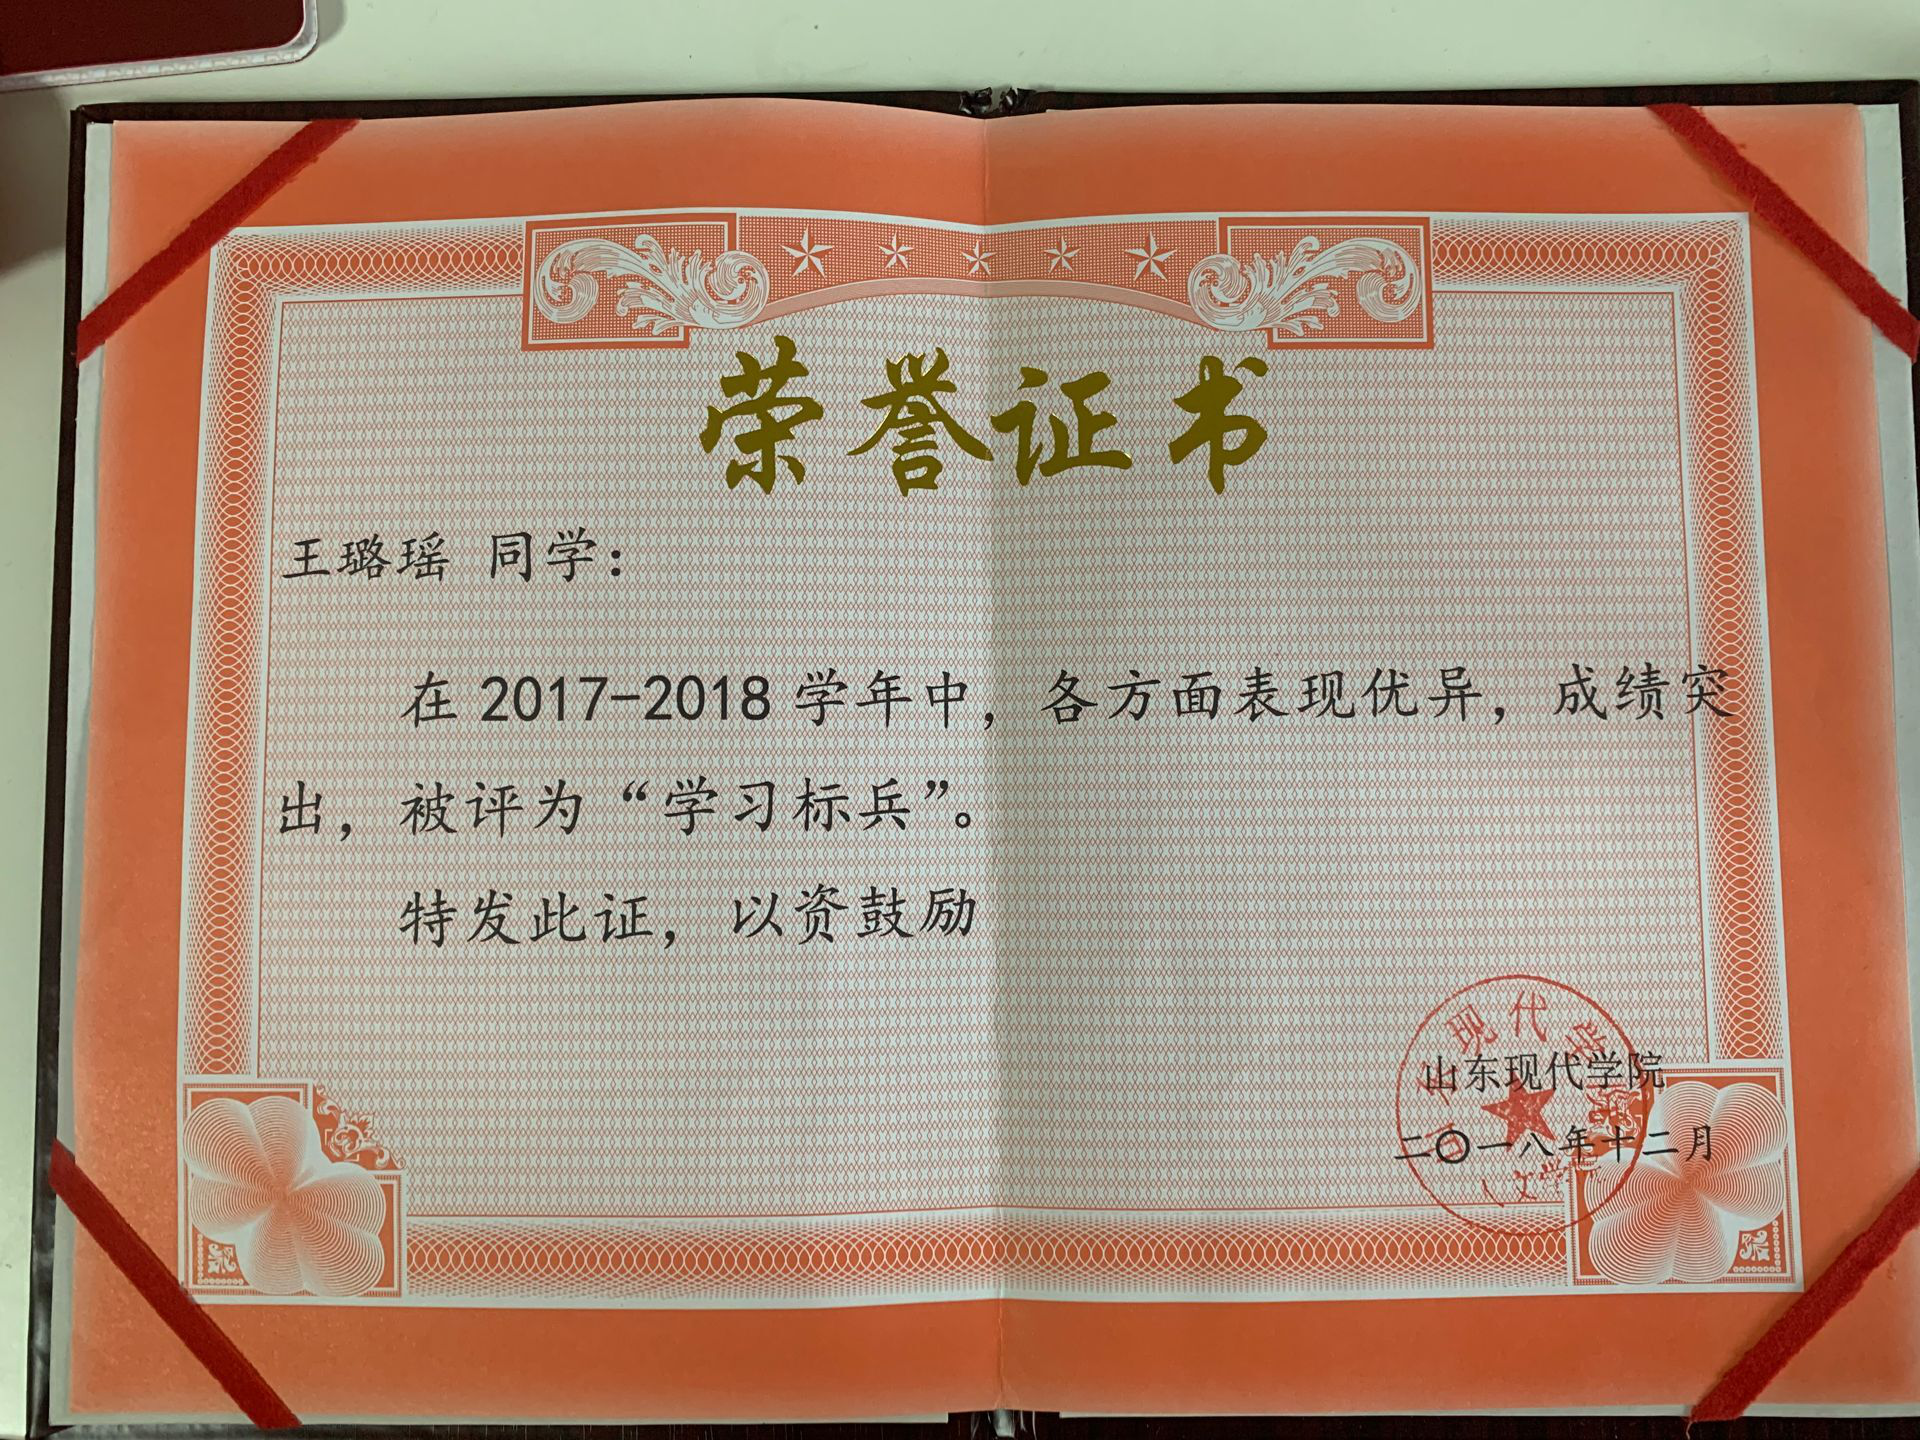 荣誉证书
王璐瑶 同学：
在 2017-2018 学年中，各方面表现优异，成绩突
出，被评为“学习标兵”。
特发此证，以资鼓励
山东现代学院
二〇一八年十二月